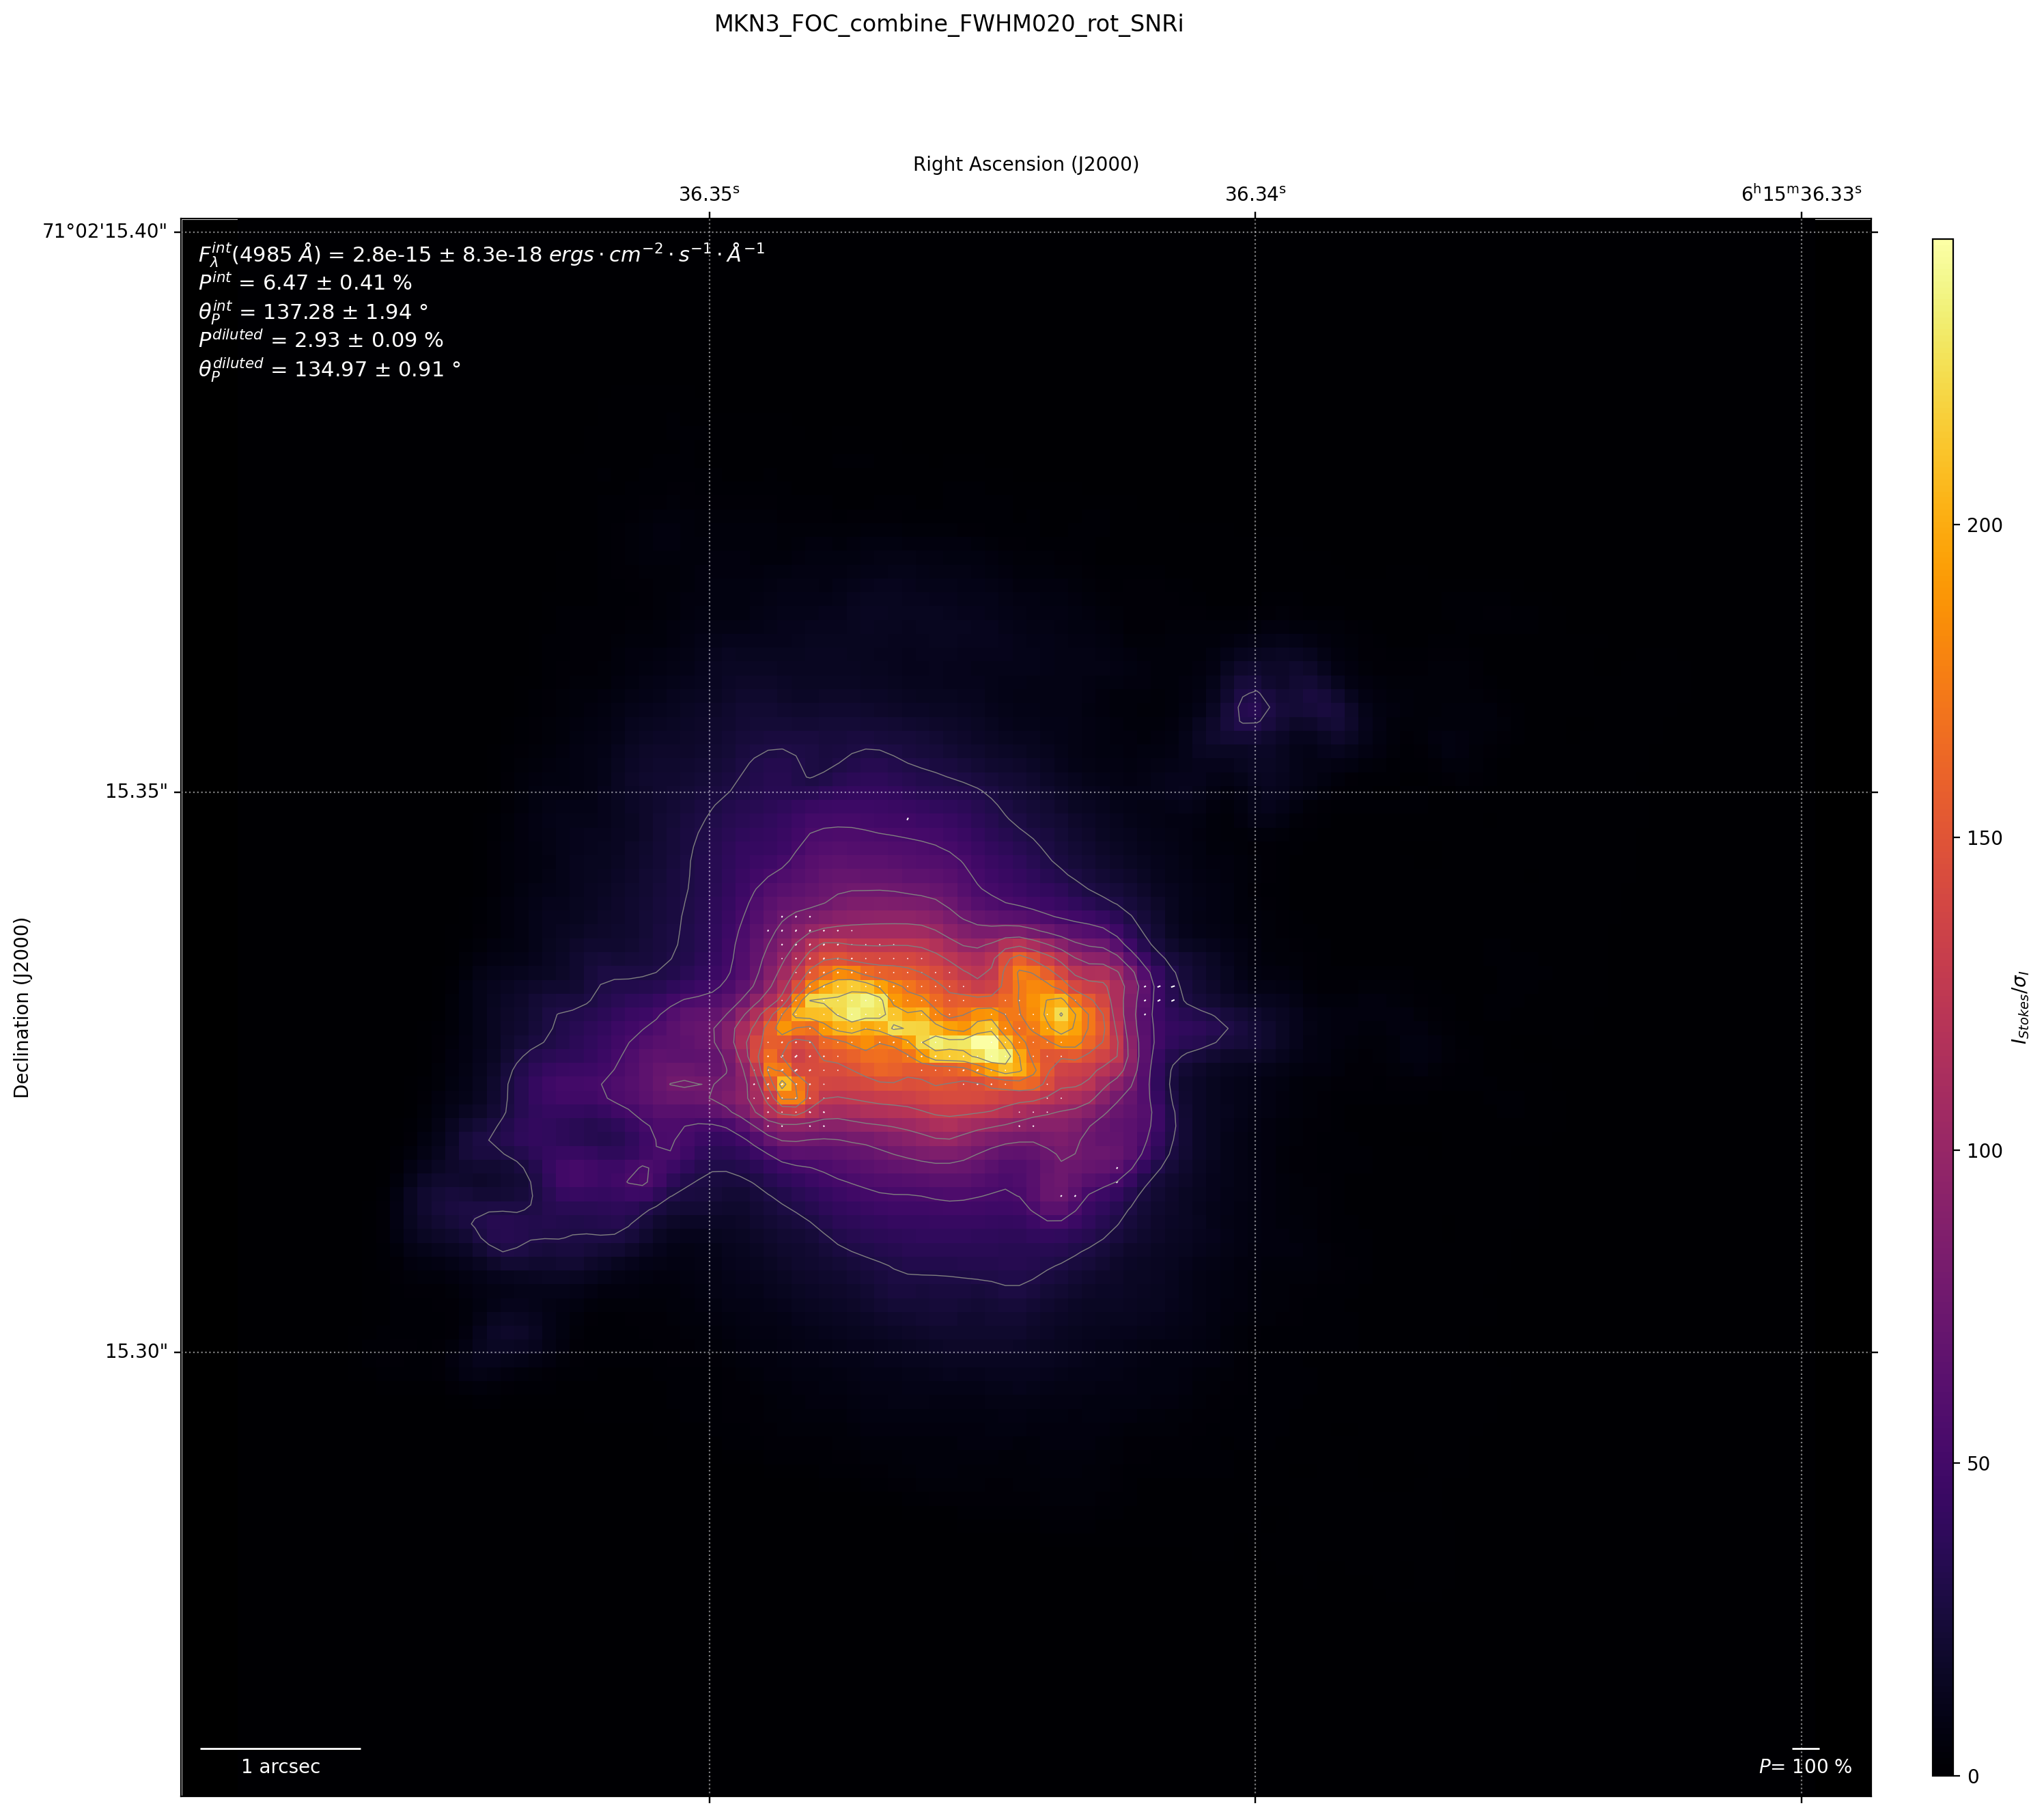 MKN3_FOC_combine_FWHM020_rot_SNRi
Right Ascension (J2000)
36.35s 36.34s 6h15m36.33s
71°02'15.40"
15.35"
15.30"
Declination (J2000)
F_λ^int(4985 Å) = 2.8e-15 ± 8.3e-18 ergs · cm⁻² · s⁻¹ · Å⁻¹
P^int = 6.47 ± 0.41 %
θ_P^int = 137.28 ± 1.94 °
P^diluted = 2.93 ± 0.09 %
θ_P^diluted = 134.97 ± 0.91 °
1 arcsec
P= 100 %
200
150
100
50
0
I_Stokes/σ_I